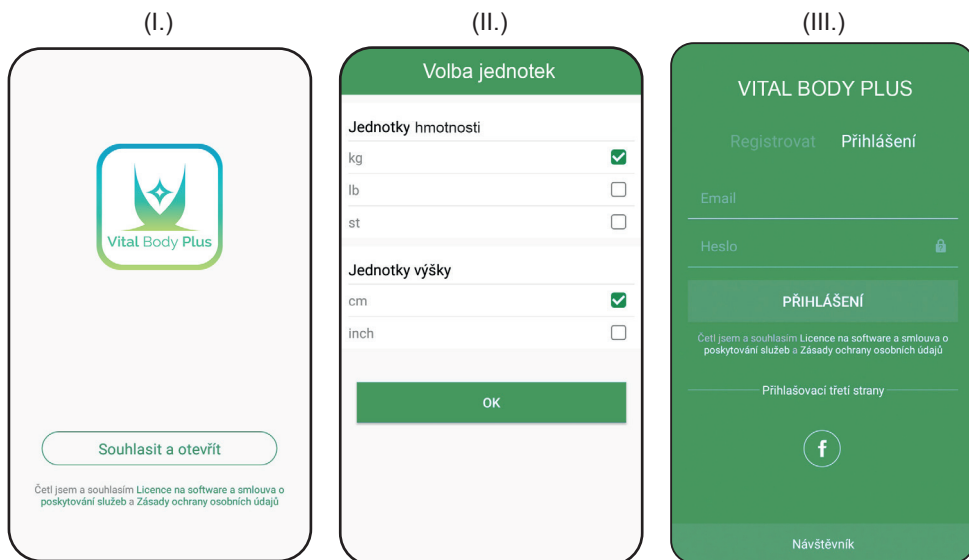 (I.)
Vital Body Plus
Souhlasit a otevřít
Četl jsem a souhlasím Licence na software a smlouva o
poskytování služeb a Zásady ochrany osobních údajů
(II.)
Volba jednotek
Jednotky hmotnosti
kg
lb
st
Jednotky výšky
cm
inch
OK
(III.)
VITAL BODY PLUS
Registrovat Přihlášení
Email
Heslo
PŘIHLÁŠENÍ
Četl jsem a souhlasím Licence na software a smlouva o
poskytování služeb a Zásady ochrany osobních údajů
Přihlašovací třetí strany
f
Návštěvník